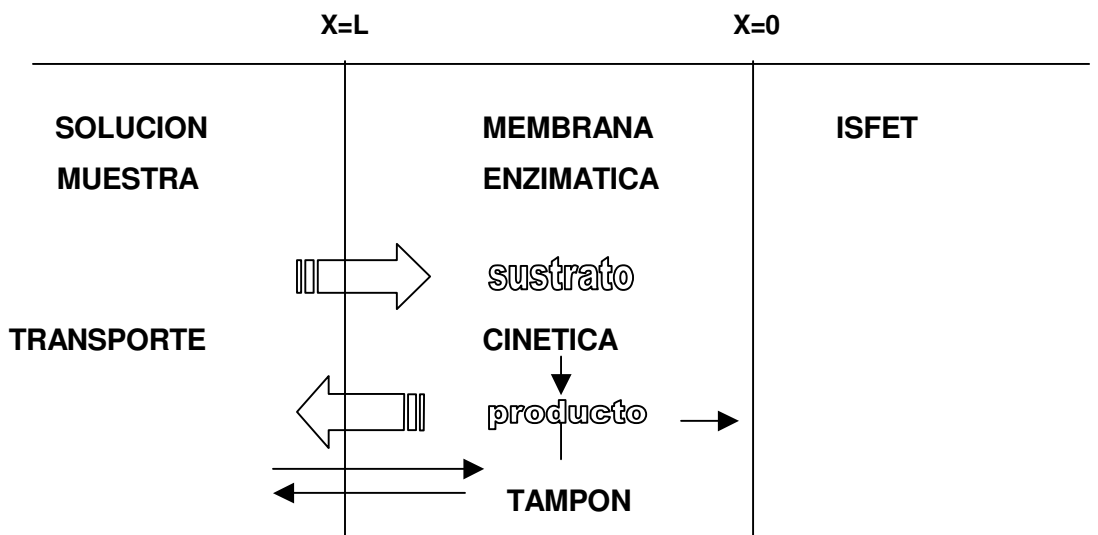 X=L X=0
SOLUCION MEMBRANA ISFET
MUESTRA ENZIMATICA
sustrato
TRANSPORTE CINETICA
producto
TAMPON